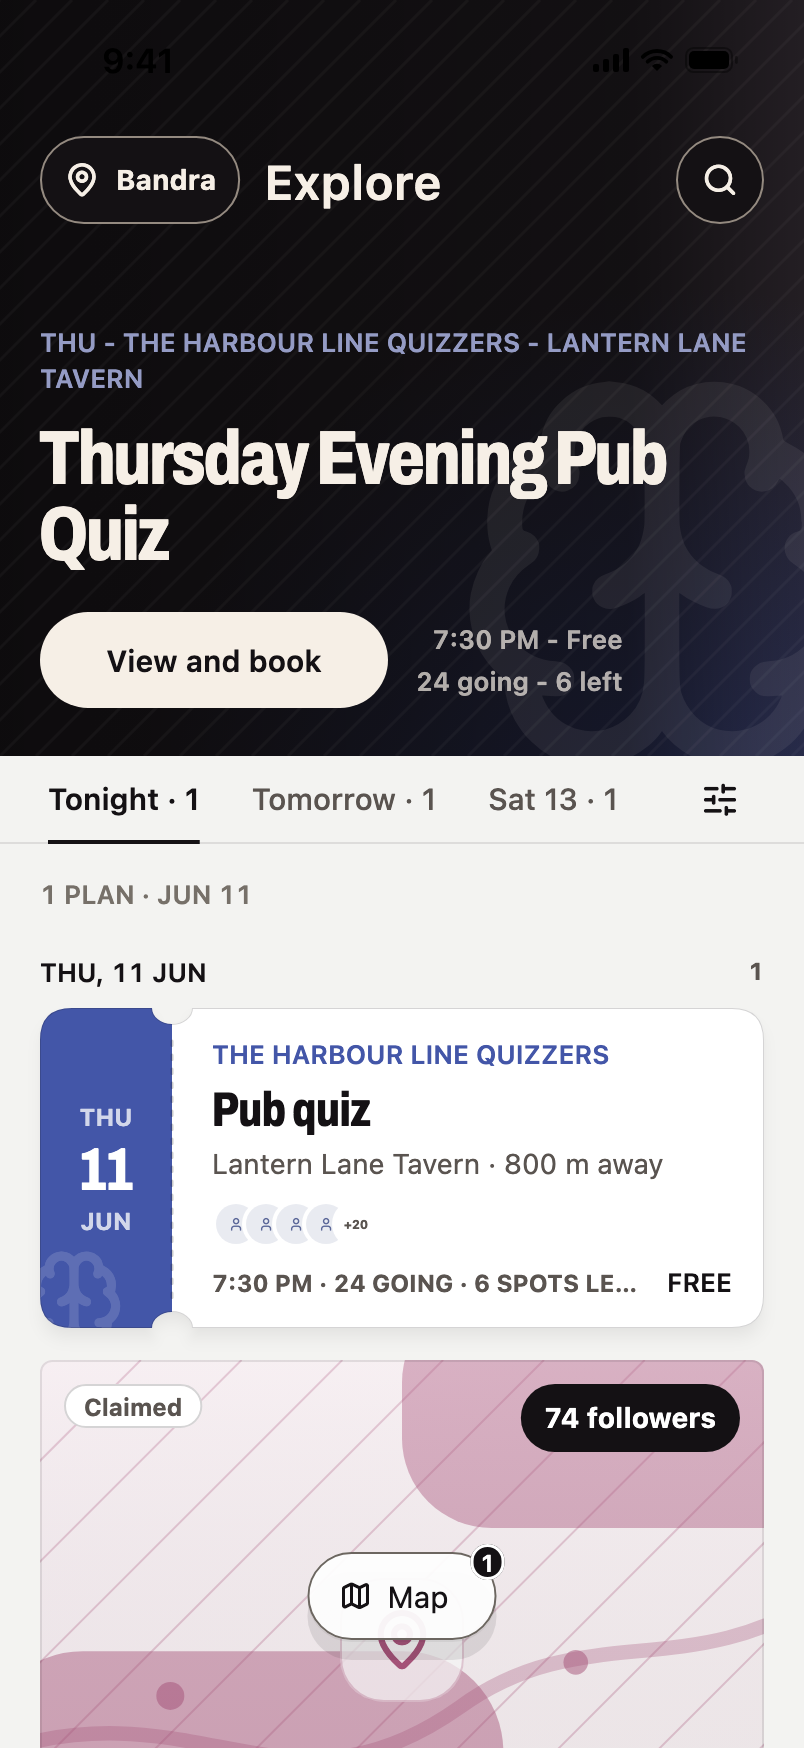 9:41
Bandra
Explore
THU - THE HARBOUR LINE QUIZZERS - LANTERN LANE
TAVERN
Thursday Evening Pub
Quiz
View and book
7:30 PM - Free
24 going - 6 left
Tonight · 1
Tomorrow · 1
Sat 13 · 1
1 PLAN · JUN 11
THU, 11 JUN
1
THU
11
JUN
THE HARBOUR LINE QUIZZERS
Pub quiz
Lantern Lane Tavern · 800 m away
+20
7:30 PM · 24 GOING · 6 SPOTS LE...
FREE
Claimed
74 followers
Map
1